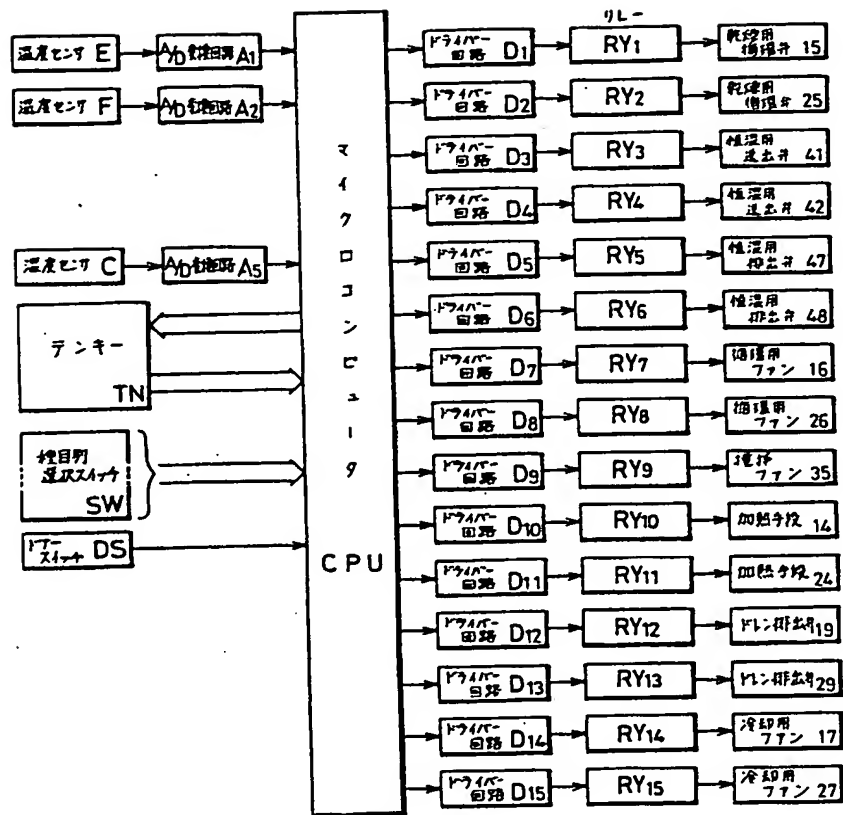 温度センサ E
A/D変換回路 A1
温度センサ F
A/D変換回路 A2
温度センサ C
A/D変換回路 A5
テンキー
TN
種目別
選択スイッチ
SW
ドアー
スイッチ DS
マイクロコンピュータ
CPU
リレー
ドライバー
回路 D1
RY1
乾燥用
循環弁 15
ドライバー
回路 D2
RY2
乾燥用
循環弁 25
ドライバー
回路 D3
RY3
恒温用
送出弁 41
ドライバー
回路 D4
RY4
恒温用
送出弁 42
ドライバー
回路 D5
RY5
恒温用
排出弁 47
ドライバー
回路 D6
RY6
恒温用
排出弁 48
ドライバー
回路 D7
RY7
循環用
ファン 16
ドライバー
回路 D8
RY8
循環用
ファン 26
ドライバー
回路 D9
RY9
ファン 35
ドライバー
回路 D10
RY10
加熱手段 14
ドライバー
回路 D11
RY11
加熱手段 24
ドライバー
回路 D12
RY12
ドレン排出弁 19
ドライバー
回路 D13
RY13
ドレン排出弁 29
ドライバー
回路 D14
RY14
冷却用
ファン 17
ドライバー
回路 D15
RY15
冷却用
ファン 27